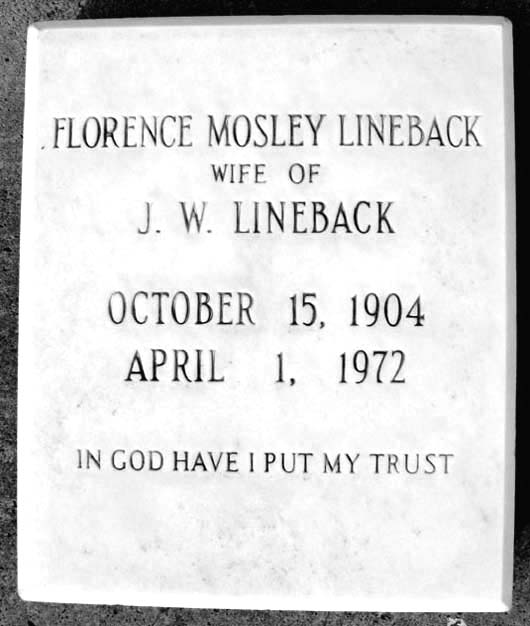 FLORENCE MOSLEY LINEBACK
WIFE OF
J. W. LINEBACK
OCTOBER 15, 1904
APRIL 1, 1972
IN GOD HAVE I PUT MY TRUST